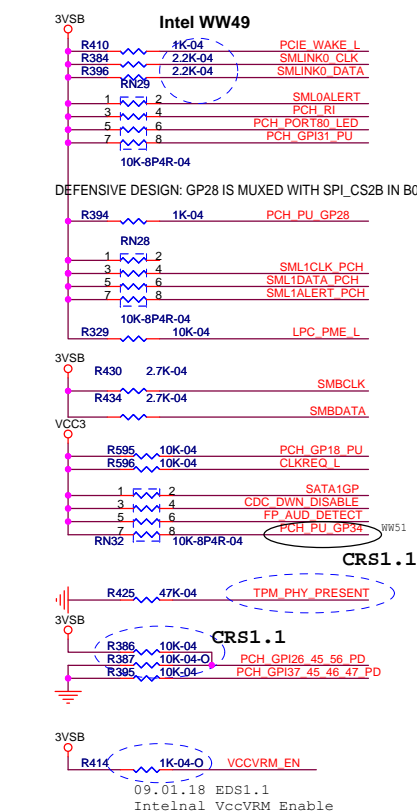 3VSB
Intel WW49
R410 1K-04 PCIE_WAKE_L
R384 2.2K-04 SMLINK0_CLK
R396 2.2K-04 SMLINK0_DATA
RN29
1 2 SML0ALERT
3 4 PCH_RI
5 6 PCH_PORT80_LED
7 8 PCH_GPI31_PU
10K-8P4R-04
DEFENSIVE DESIGN: GP28 IS MUXED WITH SPI_CS2B IN B0
R394 1K-04 PCH_PU_GP28
RN28
1 2
3 4 SML1CLK_PCH
5 6 SML1DATA_PCH
7 8 SML1ALERT_PCH
10K-8P4R-04
R329 10K-04 LPC_PME_L
3VSB
R430 2.7K-04 SMBCLK
R434 2.7K-04 SMBDATA
VCC3
R595 10K-04 PCH_GP18_PU
R596 10K-04 CLKREQ_L
1 2 SATA1GP
3 4 CDC_DWN_DISABLE
5 6 FP_AUD_DETECT
7 8 PCH_PU_GP34 WW51
RN32 10K-8P4R-04
CRS1.1
R425 47K-04 TPM_PHY_PRESENT
3VSB
CRS1.1
R386 10K-04
R387 10K-04-O PCH_GPI26_45_56_PD
R395 10K-04 PCH_GPI37_45_46_47_PD
3VSB
R414 1K-04-O VCCVRM_EN
09.01.18 EDS1.1
Intelnal VccVRM Enable